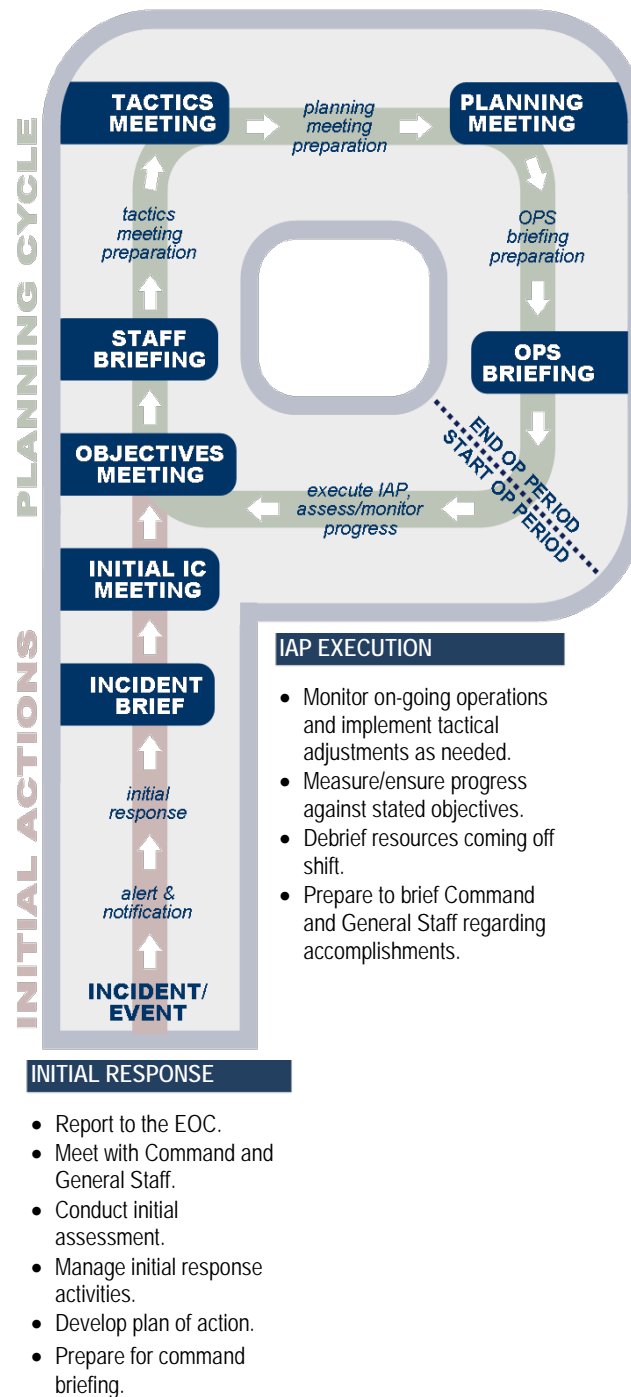 TACTICS
MEETING
planning
meeting
preparation
PLANNING
MEETING
tactics
meeting
preparation
OPS
briefing
preparation
STAFF
BRIEFING
OPS
BRIEFING
OBJECTIVES
MEETING
END OP PERIOD
START OP PERIOD
execute IAP,
assess/monitor
progress
INITIAL IC
MEETING
INCIDENT
BRIEF
initial
response
alert &
notification
INCIDENT/
EVENT
PLANNING CYCLE
INITIAL ACTIONS
IAP EXECUTION
• Monitor on-going operations
and implement tactical
adjustments as needed.
• Measure/ensure progress
against stated objectives.
• Debrief resources coming off
shift.
• Prepare to brief Command
and General Staff regarding
accomplishments.
INITIAL RESPONSE
• Report to the EOC.
• Meet with Command and
General Staff.
• Conduct initial
assessment.
• Manage initial response
activities.
• Develop plan of action.
• Prepare for command
briefing.